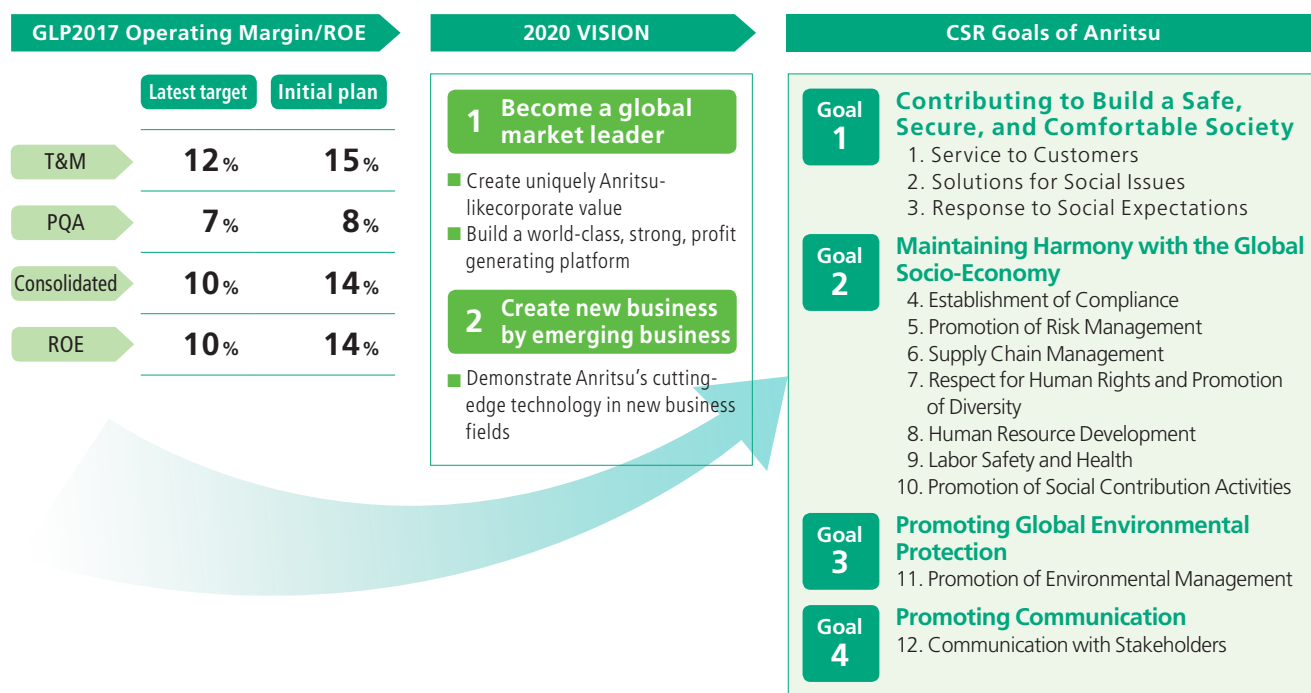 GLP2017 Operating Margin/ROE
Latest target
Initial plan
T&M
12%
15%
PQA
7%
8%
Consolidated
10%
14%
ROE
10%
14%
2020 VISION
1
Become a global
market leader
Create uniquely Anritsu-
likecorporate value
Build a world-class, strong, profit
generating platform
2
Create new business
by emerging business
Demonstrate Anritsu's cutting-
edge technology in new business
fields
CSR Goals of Anritsu
Goal
1
Contributing to Build a Safe,
Secure, and Comfortable Society
1. Service to Customers
2. Solutions for Social Issues
3. Response to Social Expectations
Goal
2
Maintaining Harmony with the Global
Socio-Economy
4. Establishment of Compliance
5. Promotion of Risk Management
6. Supply Chain Management
7. Respect for Human Rights and Promotion
of Diversity
8. Human Resource Development
9. Labor Safety and Health
10. Promotion of Social Contribution Activities
Goal
3
Promoting Global Environmental
Protection
11. Promotion of Environmental Management
Goal
4
Promoting Communication
12. Communication with Stakeholders